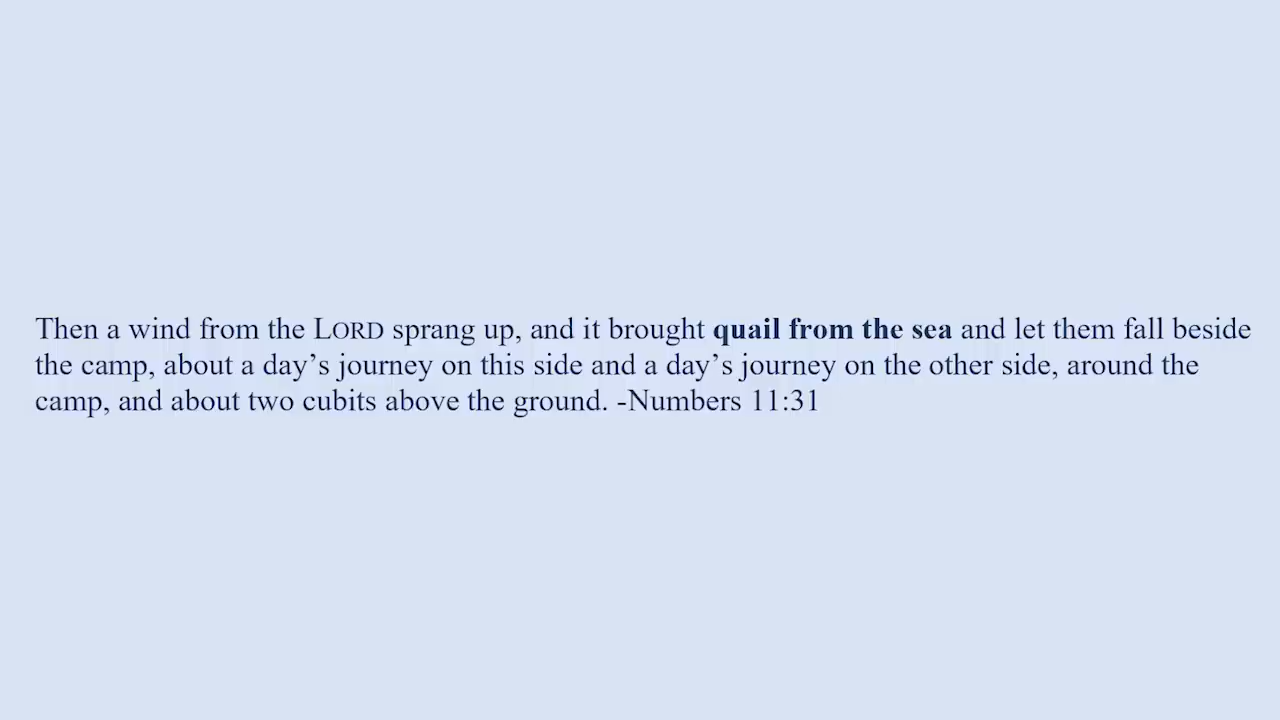 Then a wind from the LORD sprang up, and it brought quail from the sea and let them fall beside
the camp, about a day’s journey on this side and a day’s journey on the other side, around the
camp, and about two cubits above the ground. -Numbers 11:31